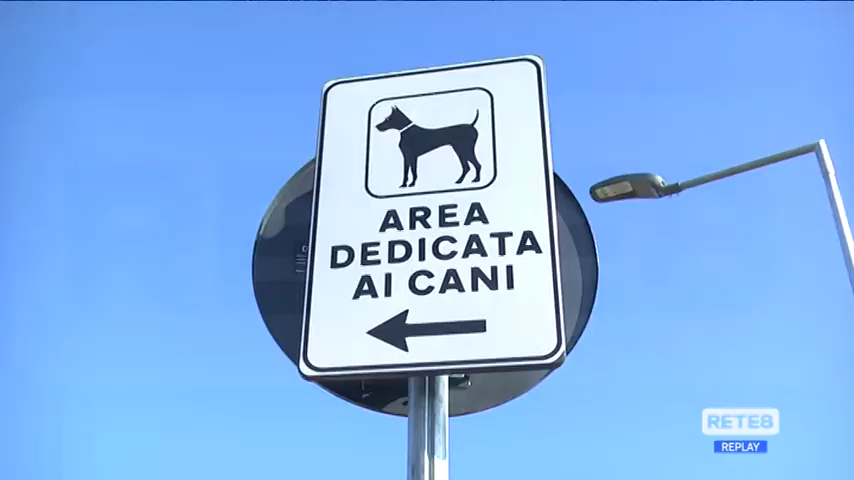 AREA
DEDICATA
AI CANI
RETE8
REPLAY